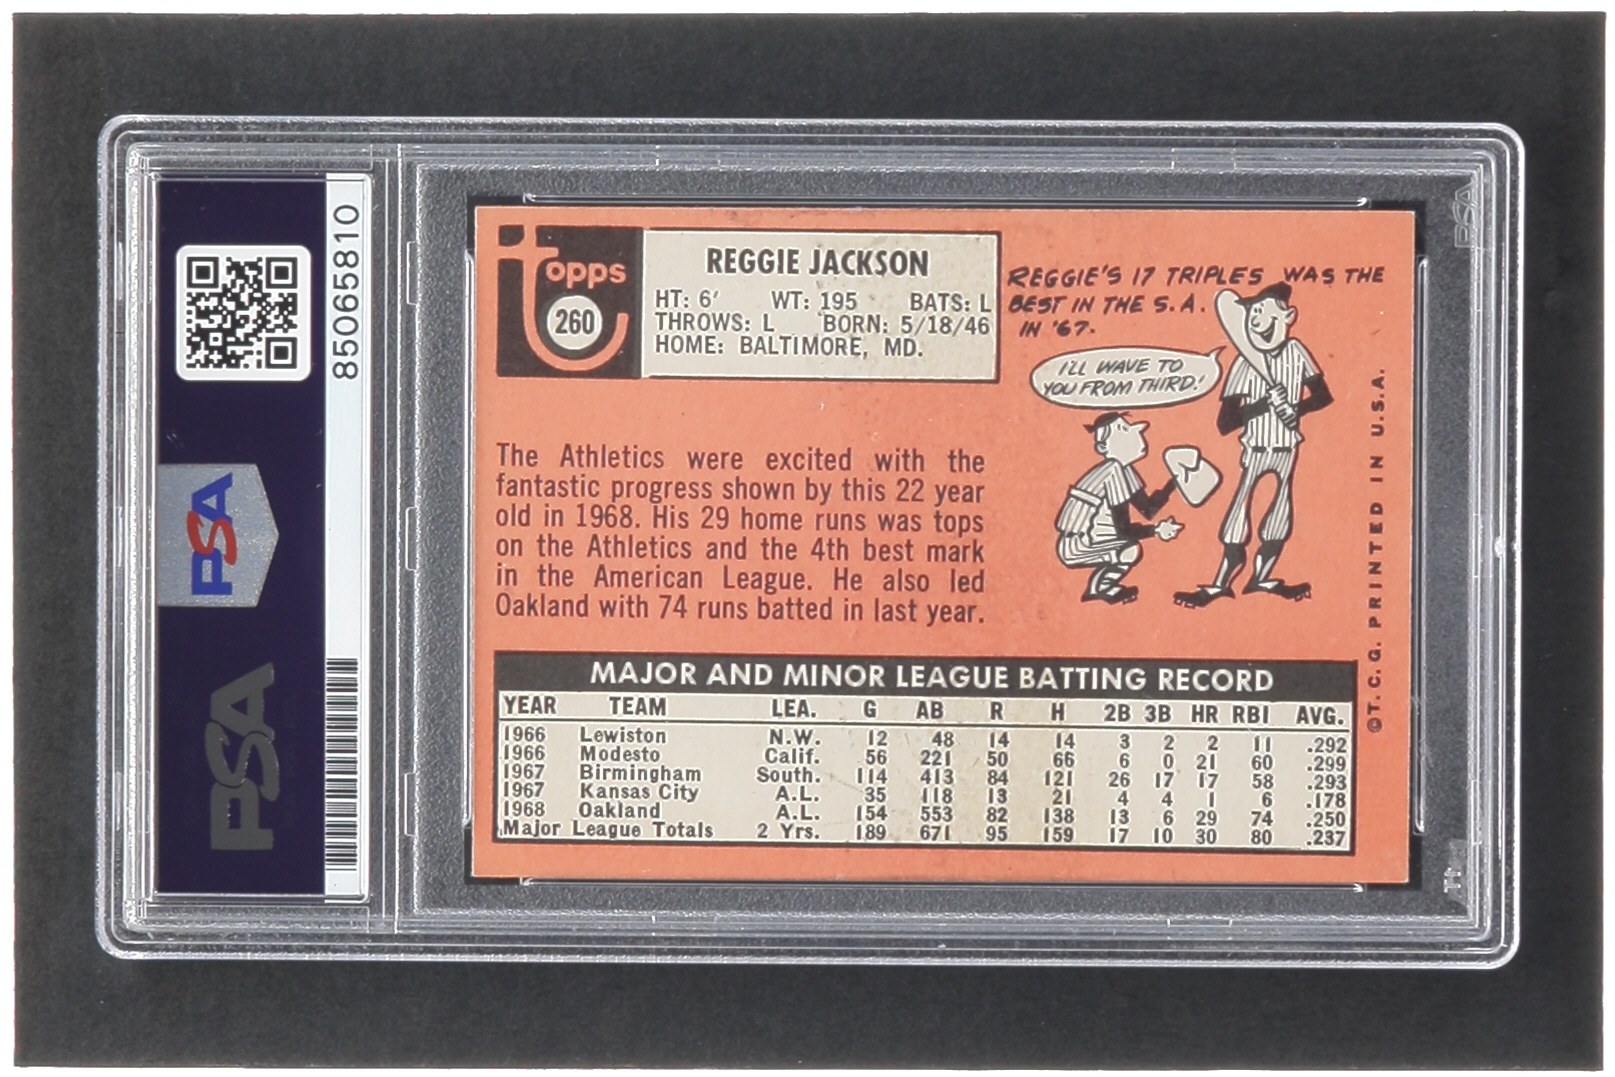 85065810
PSA
PSA
PSA
topps
260
REGGIE JACKSON
HT: 6' WT: 195 BATS: L
THROWS: L BORN: 5/18/46
HOME: BALTIMORE, MD.
REGGIE'S 17 TRIPLES WAS THE
BEST IN THE S.A.
IN '67.
I'LL WAVE TO
YOU FROM THIRD!
The Athletics were excited with the
fantastic progress shown by this 22 year
old in 1968. His 29 home runs was tops
on the Athletics and the 4th best mark
in the American League. He also led
Oakland with 74 runs batted in last year.
MAJOR AND MINOR LEAGUE BATTING RECORD
YEAR TEAM LEA. G AB R H 2B 3B HR RBI AVG.
1966 Lewiston N.W. 12 48 14 14 3 2 2 11 .292
1966 Modesto Calif. 56 221 50 66 6 0 21 60 .299
1967 Birmingham South. 114 413 84 121 26 17 17 58 .293
1967 Kansas City A.L. 35 118 13 21 4 4 1 6 .178
1968 Oakland A.L. 154 553 82 138 13 6 29 74 .250
Major League Totals 2 Yrs. 189 671 95 159 17 10 30 80 .237
©T.C.G. PRINTED IN U.S.A.